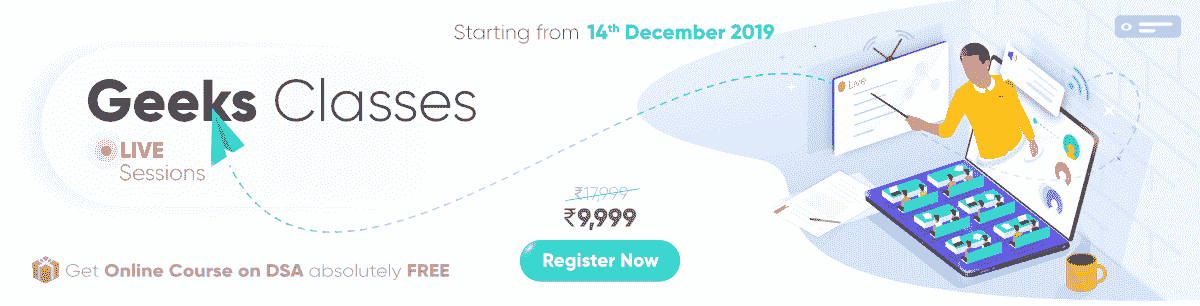 Starting from 14th December 2019
Geeks Classes
LIVE
Sessions
Live
₹17,999
₹9,999
Register Now
Get Online Course on DSA absolutely FREE